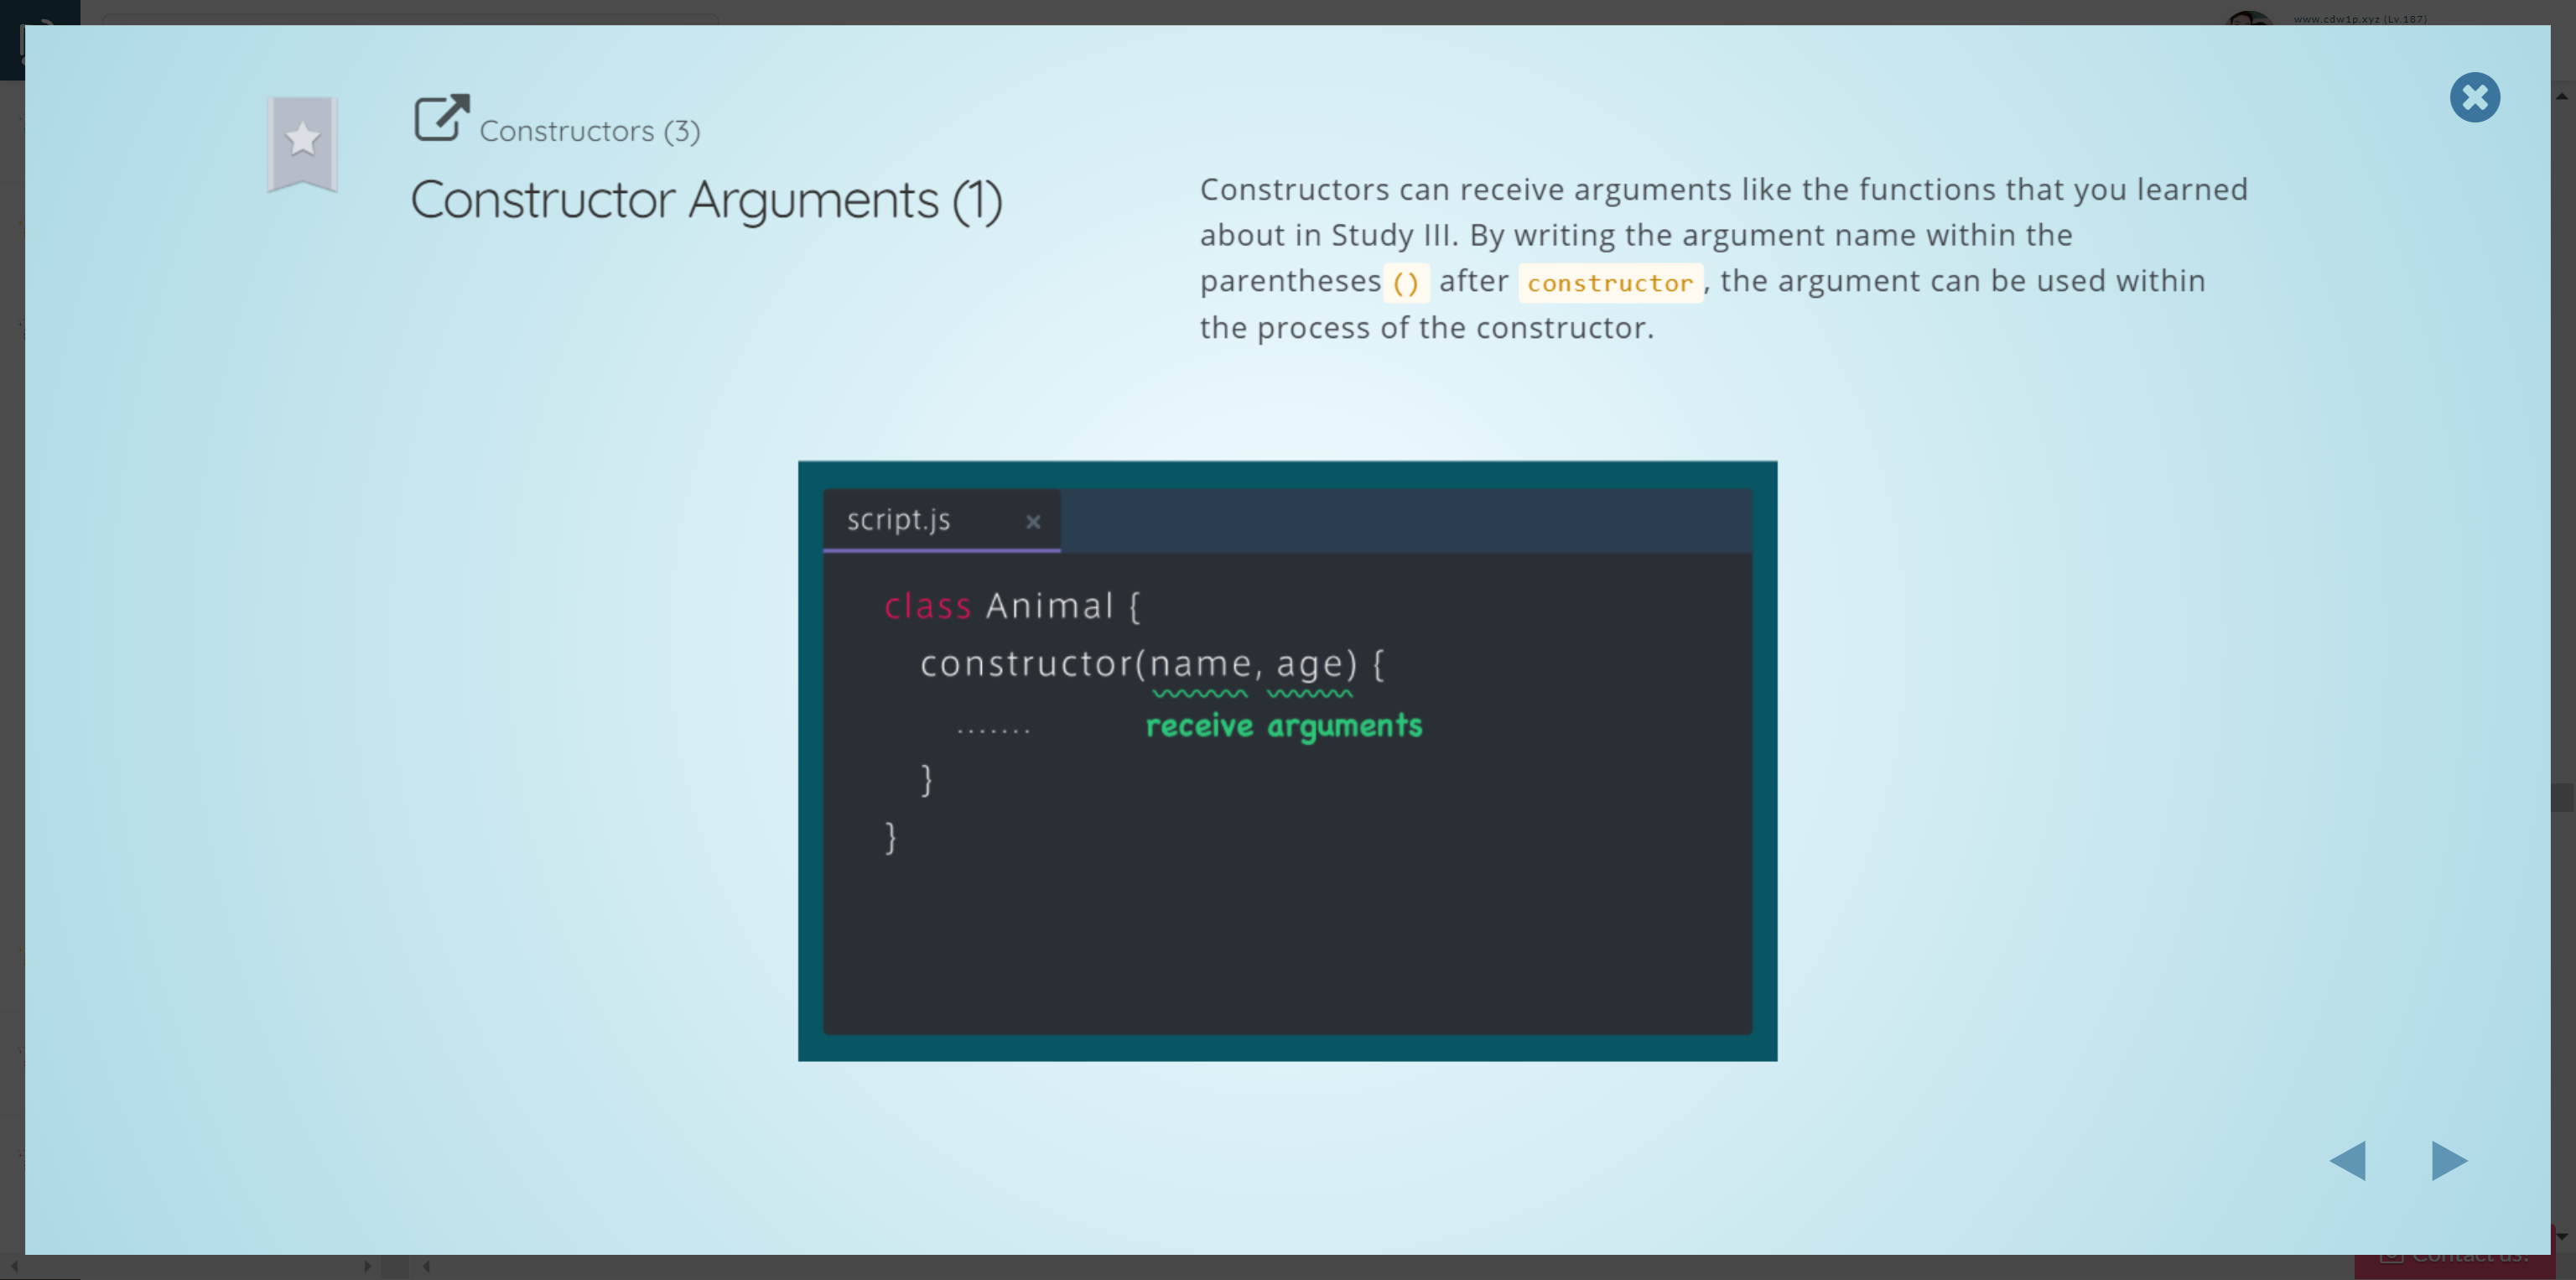 www.cdw1p.xyz (Lv.187)
Constructors (3)
Constructor Arguments (1)
Constructors can receive arguments like the functions that you learned
about in Study III. By writing the argument name within the
parentheses () after constructor, the argument can be used within
the process of the constructor.
script.js ×
class Animal {
constructor(name, age) {
....... receive arguments
}
}
Contact us!